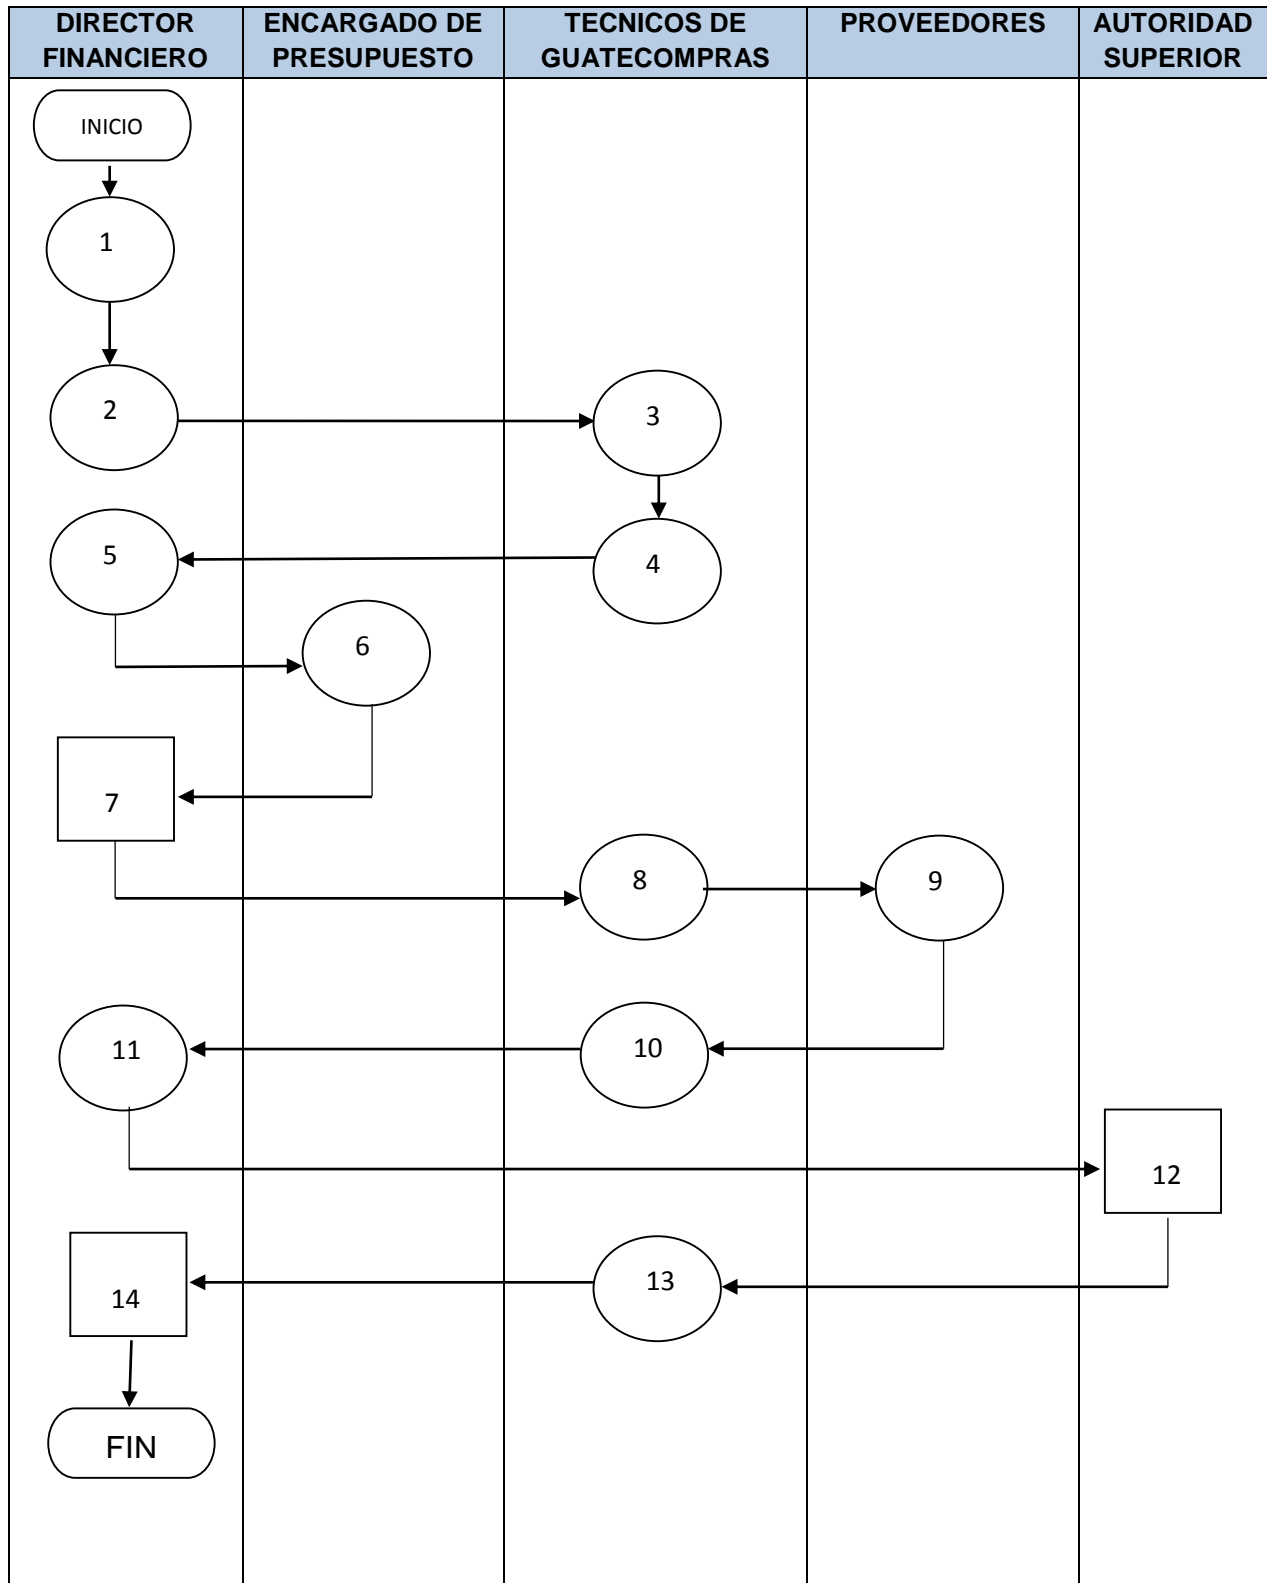 DIRECTOR
FINANCIERO
ENCARGADO DE
PRESUPUESTO
TECNICOS DE
GUATECOMPRAS
PROVEEDORES
AUTORIDAD
SUPERIOR
INICIO
1
2
3
4
5
6
7
8
9
10
11
12
13
14
FIN